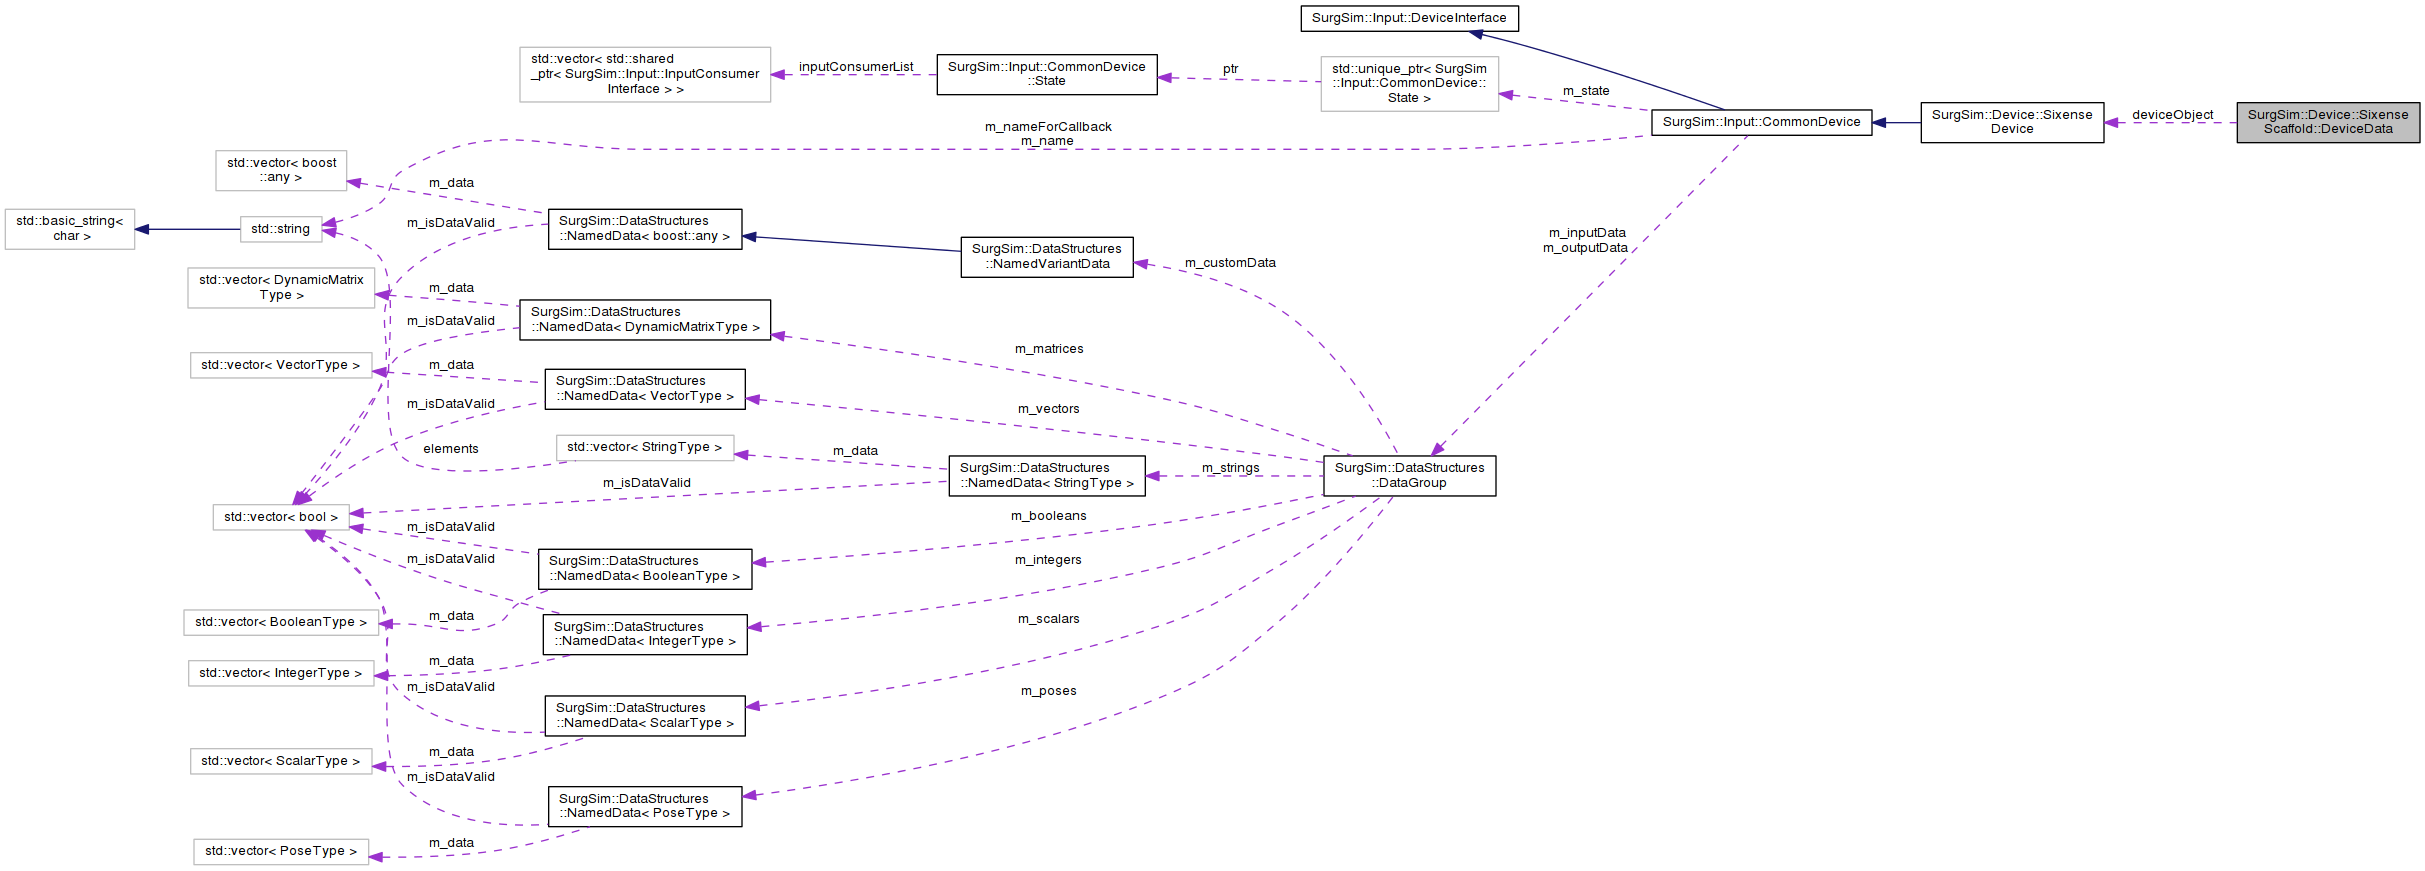 SurgSim::Input::DeviceInterface
std::vector< std::shared
_ptr< SurgSim::Input::InputConsumer
Interface > >
inputConsumerList
SurgSim::Input::CommonDevice
::State
ptr
std::unique_ptr< SurgSim
::Input::CommonDevice::
State >
m_state
SurgSim::Input::CommonDevice
SurgSim::Device::Sixense
Device
deviceObject
SurgSim::Device::Sixense
Scaffold::DeviceData
m_nameForCallback
m_name
std::vector< boost
::any >
m_data
std::basic_string<
char >
std::string
m_isDataValid
SurgSim::DataStructures
::NamedData< boost::any >
SurgSim::DataStructures
::NamedVariantData
m_customData
m_inputData
m_outputData
std::vector< DynamicMatrix
Type >
m_data
m_isDataValid
SurgSim::DataStructures
::NamedData< DynamicMatrixType >
m_matrices
std::vector< VectorType >
m_data
m_isDataValid
SurgSim::DataStructures
::NamedData< VectorType >
m_vectors
elements
std::vector< StringType >
m_data
SurgSim::DataStructures
::NamedData< StringType >
m_strings
SurgSim::DataStructures
::DataGroup
m_isDataValid
std::vector< bool >
m_isDataValid
m_booleans
m_isDataValid
SurgSim::DataStructures
::NamedData< BooleanType >
m_integers
std::vector< BooleanType >
m_data
SurgSim::DataStructures
::NamedData< IntegerType >
m_scalars
std::vector< IntegerType >
m_data
m_isDataValid
SurgSim::DataStructures
::NamedData< ScalarType >
m_poses
std::vector< ScalarType >
m_data
m_isDataValid
SurgSim::DataStructures
::NamedData< PoseType >
std::vector< PoseType >
m_data